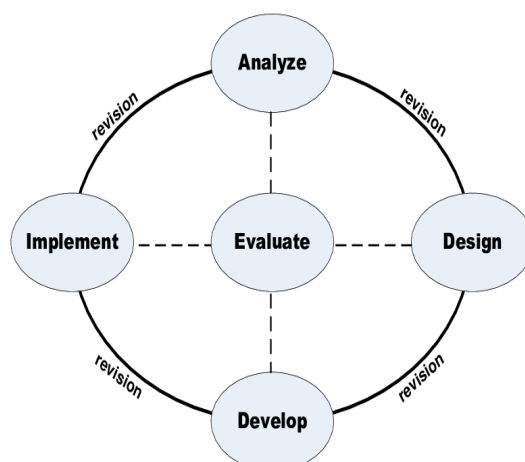 Analyze
revision
revision
Implement
Evaluate
Design
revision
revision
Develop